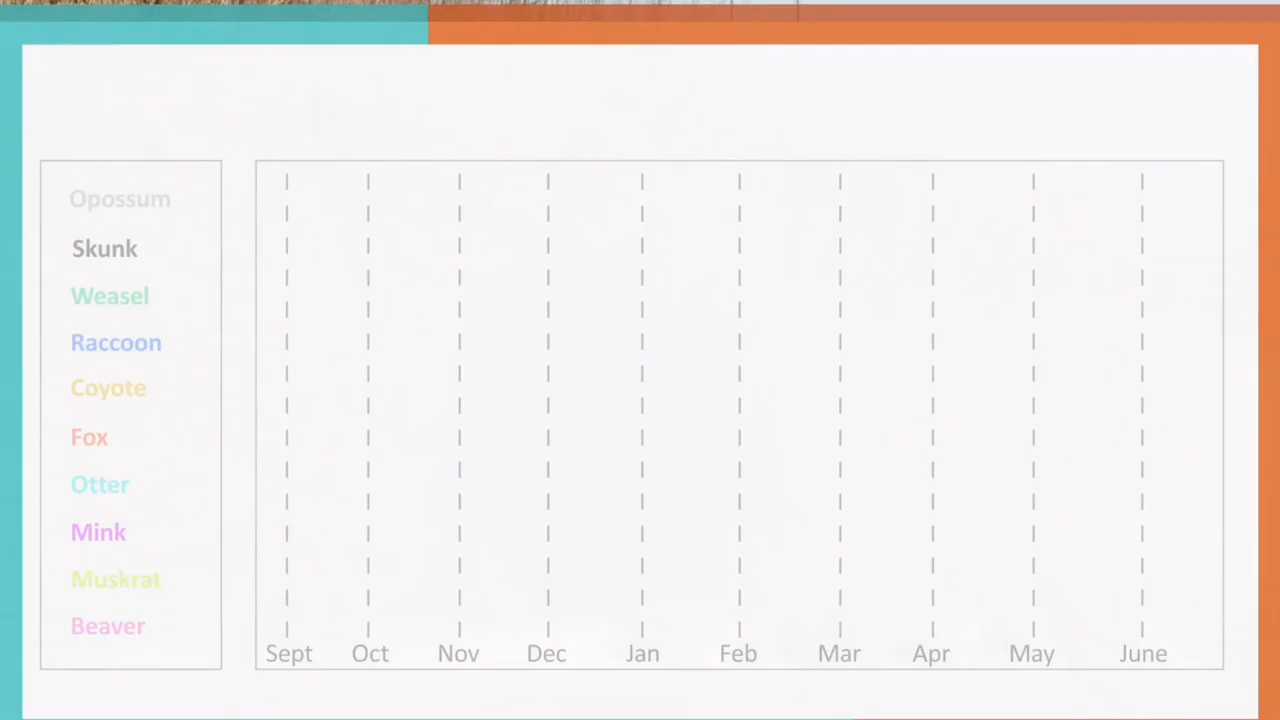 Opossum
Skunk
Weasel
Raccoon
Coyote
Fox
Otter
Mink
Muskrat
Beaver
Sept Oct Nov Dec Jan Feb Mar Apr May June